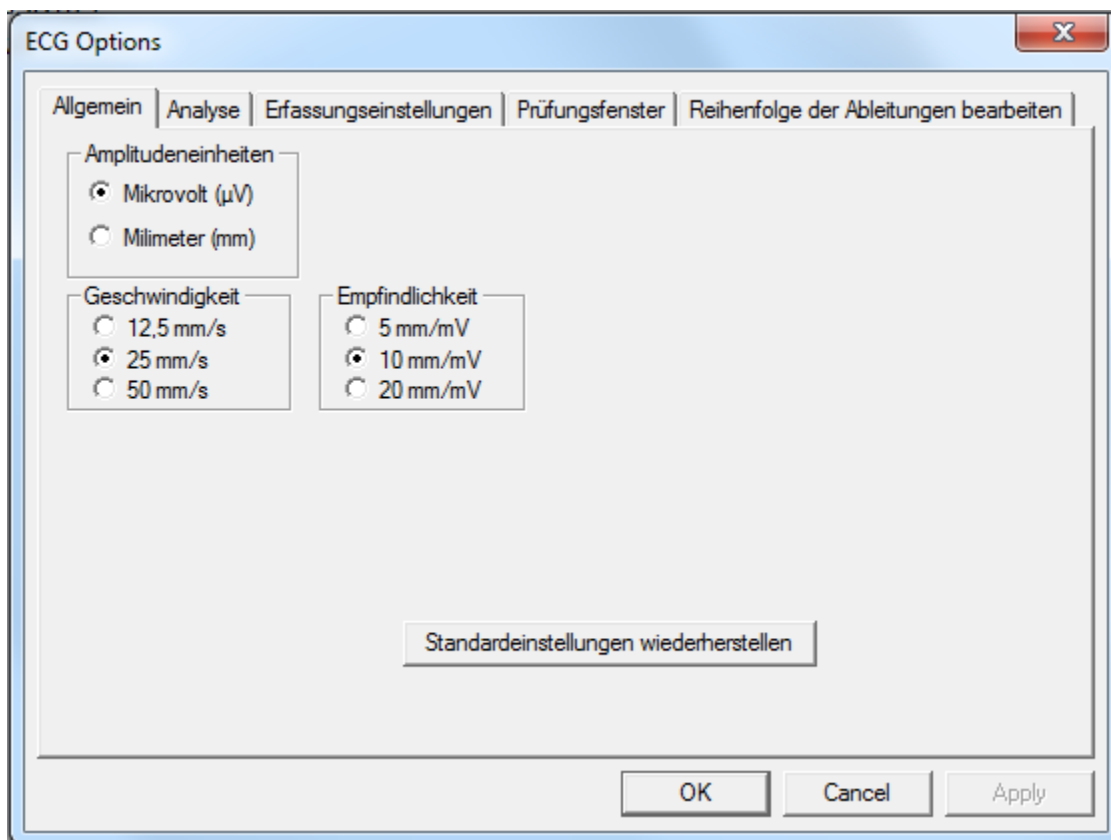 ECG Options
Allgemein Analyse Erfassungseinstellungen Prüfungsfenster Reihenfolge der Ableitungen bearbeiten
Amplitudeneinheiten
Mikrovolt (µV)
Milimeter (mm)
Geschwindigkeit
12,5 mm/s
25 mm/s
50 mm/s
Empfindlichkeit
5 mm/mV
10 mm/mV
20 mm/mV
Standardeinstellungen wiederherstellen
OK Cancel Apply